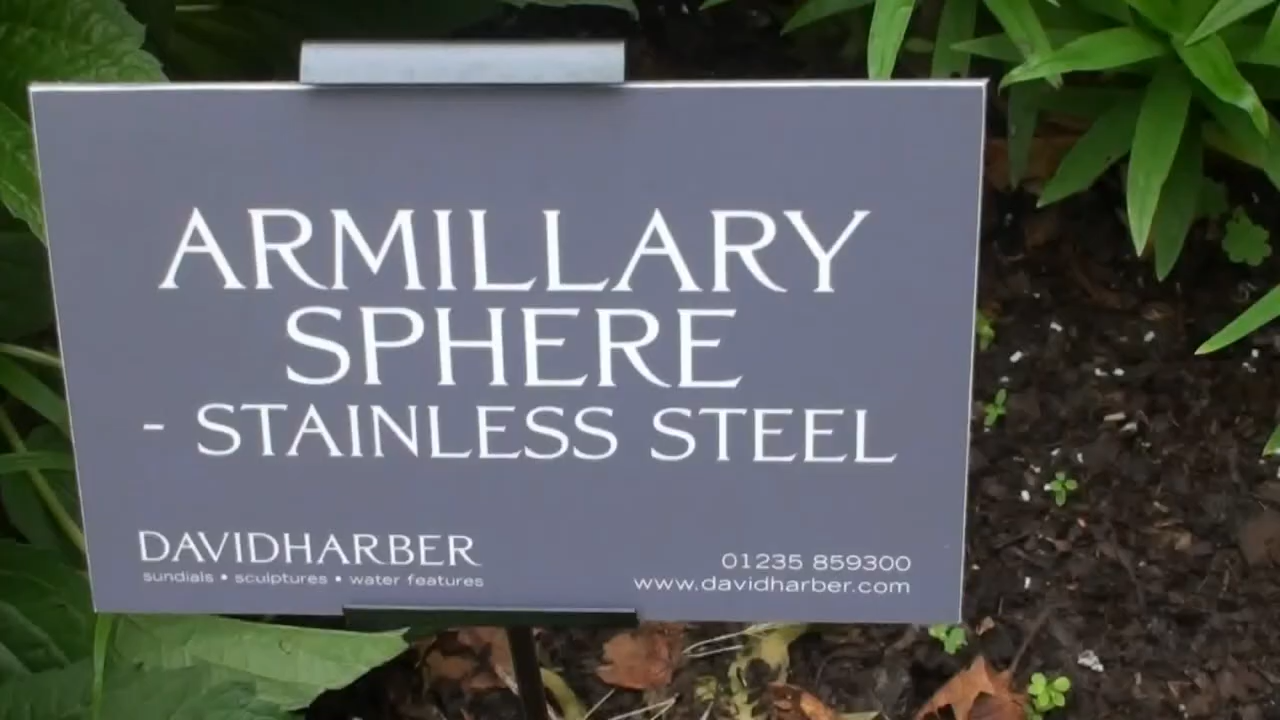 ARMILLARY
SPHERE
- STAINLESS STEEL
DAVIDHARBER
sundials • sculptures • water features
01235 859300
www.davidharber.com